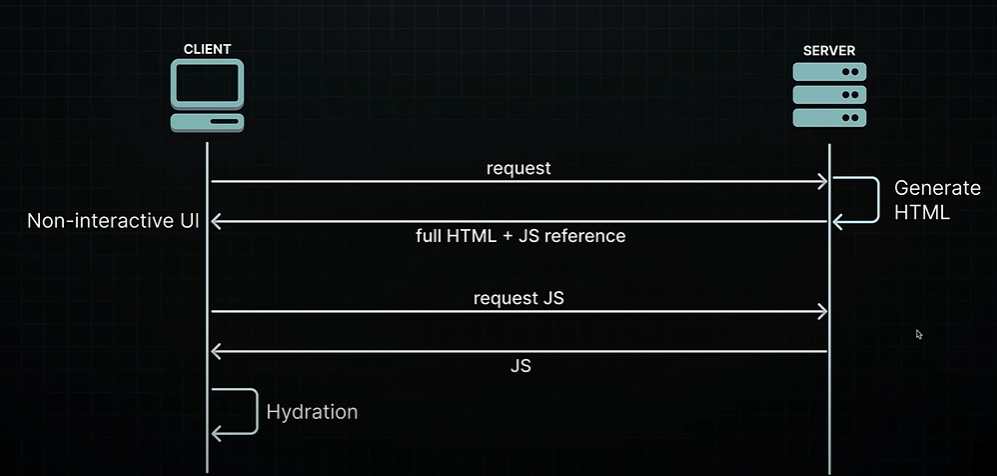 CLIENT
SERVER
request
Generate
HTML
Non-interactive UI
full HTML + JS reference
request JS
JS
Hydration